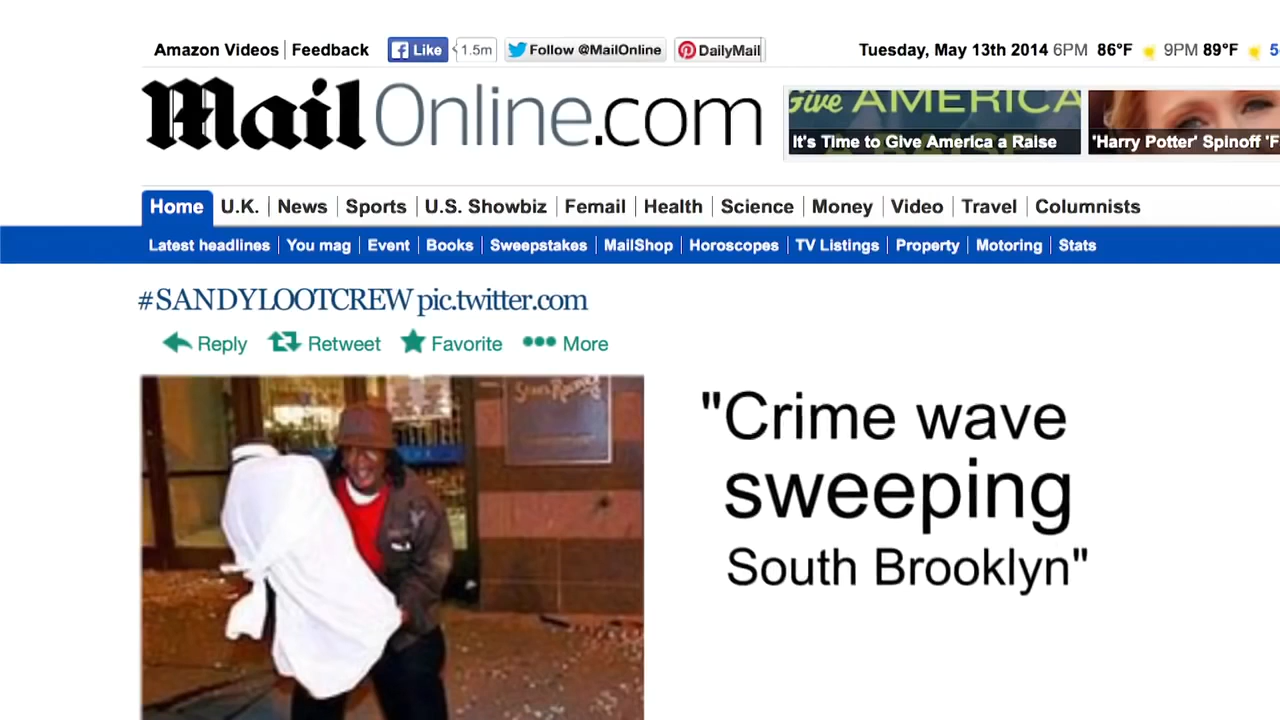 Amazon Videos Feedback Like 1.5m Follow @MailOnline DailyMail Tuesday, May 13th 2014 6PM 86°F 9PM 89°F 5
MailOnline.com
Give AMERICA
It's Time to Give America a Raise
'Harry Potter' Spinoff 'F
Home U.K. News Sports U.S. Showbiz Femail Health Science Money Video Travel Columnists
Latest headlines You mag Event Books Sweepstakes MailShop Horoscopes TV Listings Property Motoring Stats
#SANDYLOOTCREW pic.twitter.com
Reply Retweet Favorite More
"Crime wave
sweeping
South Brooklyn"